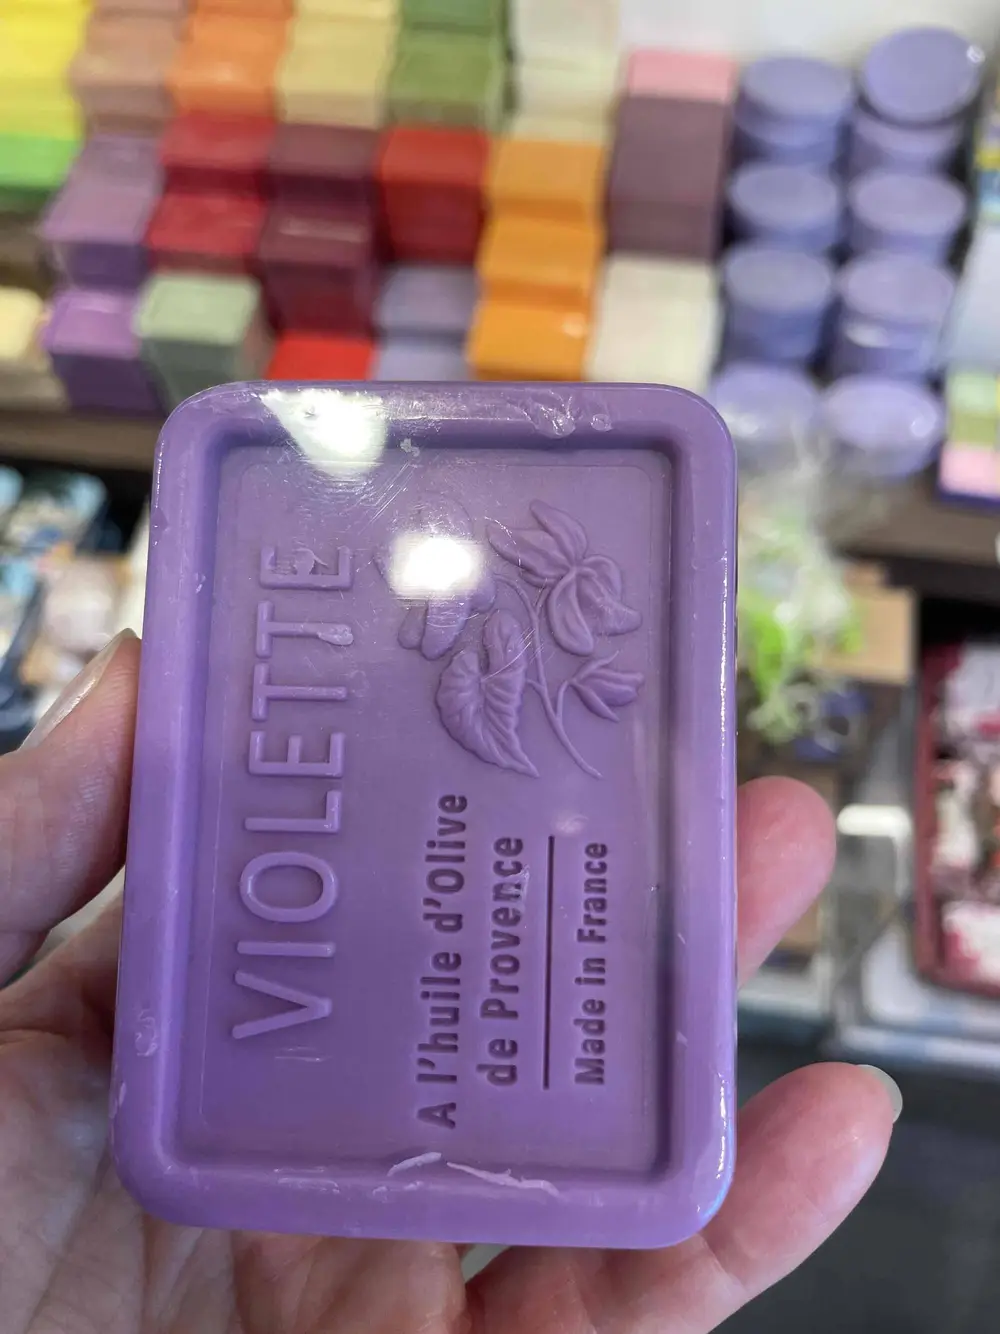 VIOLETTE
A l'huile d'Olive
de Provence
Made in France